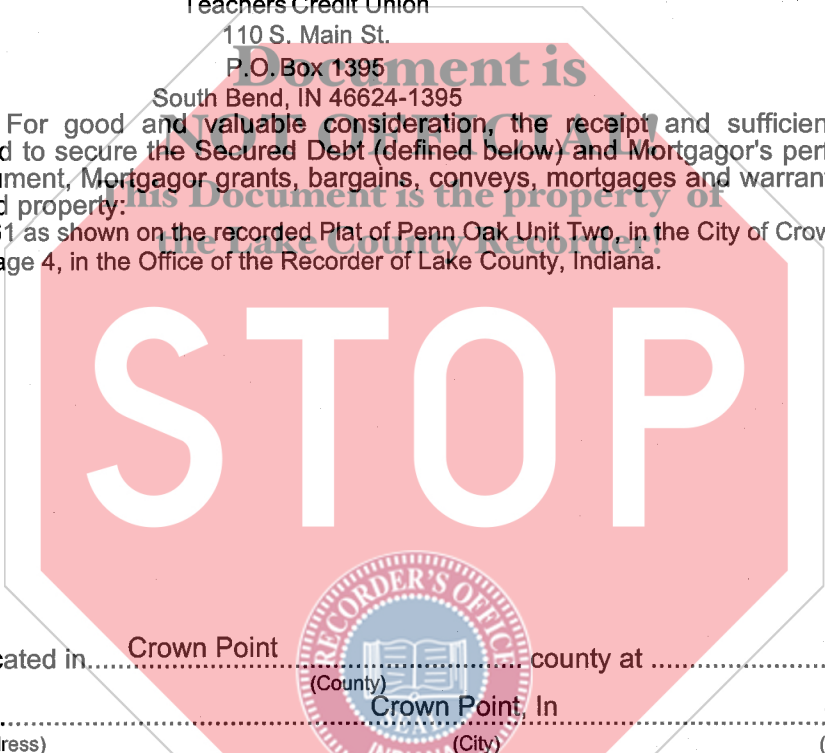 Teachers Credit Union
110 S. Main St.
P.O. Box 1395
South Bend, IN 46624-1395
Document is
NOT OFFICIAL!
This Document is the property of
the Lake County Recorder!
For good and valuable consideration, the receipt and sufficien
d to secure the Secured Debt (defined below) and Mortgagor's perf
ument, Mortgagor grants, bargains, conveys, mortgages and warran
d property:
61 as shown on the recorded Plat of Penn Oak Unit Two, in the City of Crow
age 4, in the Office of the Recorder of Lake County, Indiana.
STOP
RECORDER'S OFFICE
SEAL
INDIANA
cated in.....Crown Point.....county at .....
(County)
Crown Point, In
dress) (City) (